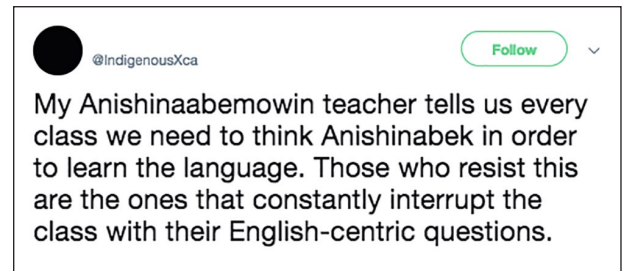 @IndigenousXca
Follow
My Anishinaabemowin teacher tells us every
class we need to think Anishinabek in order
to learn the language. Those who resist this
are the ones that constantly interrupt the
class with their English-centric questions.